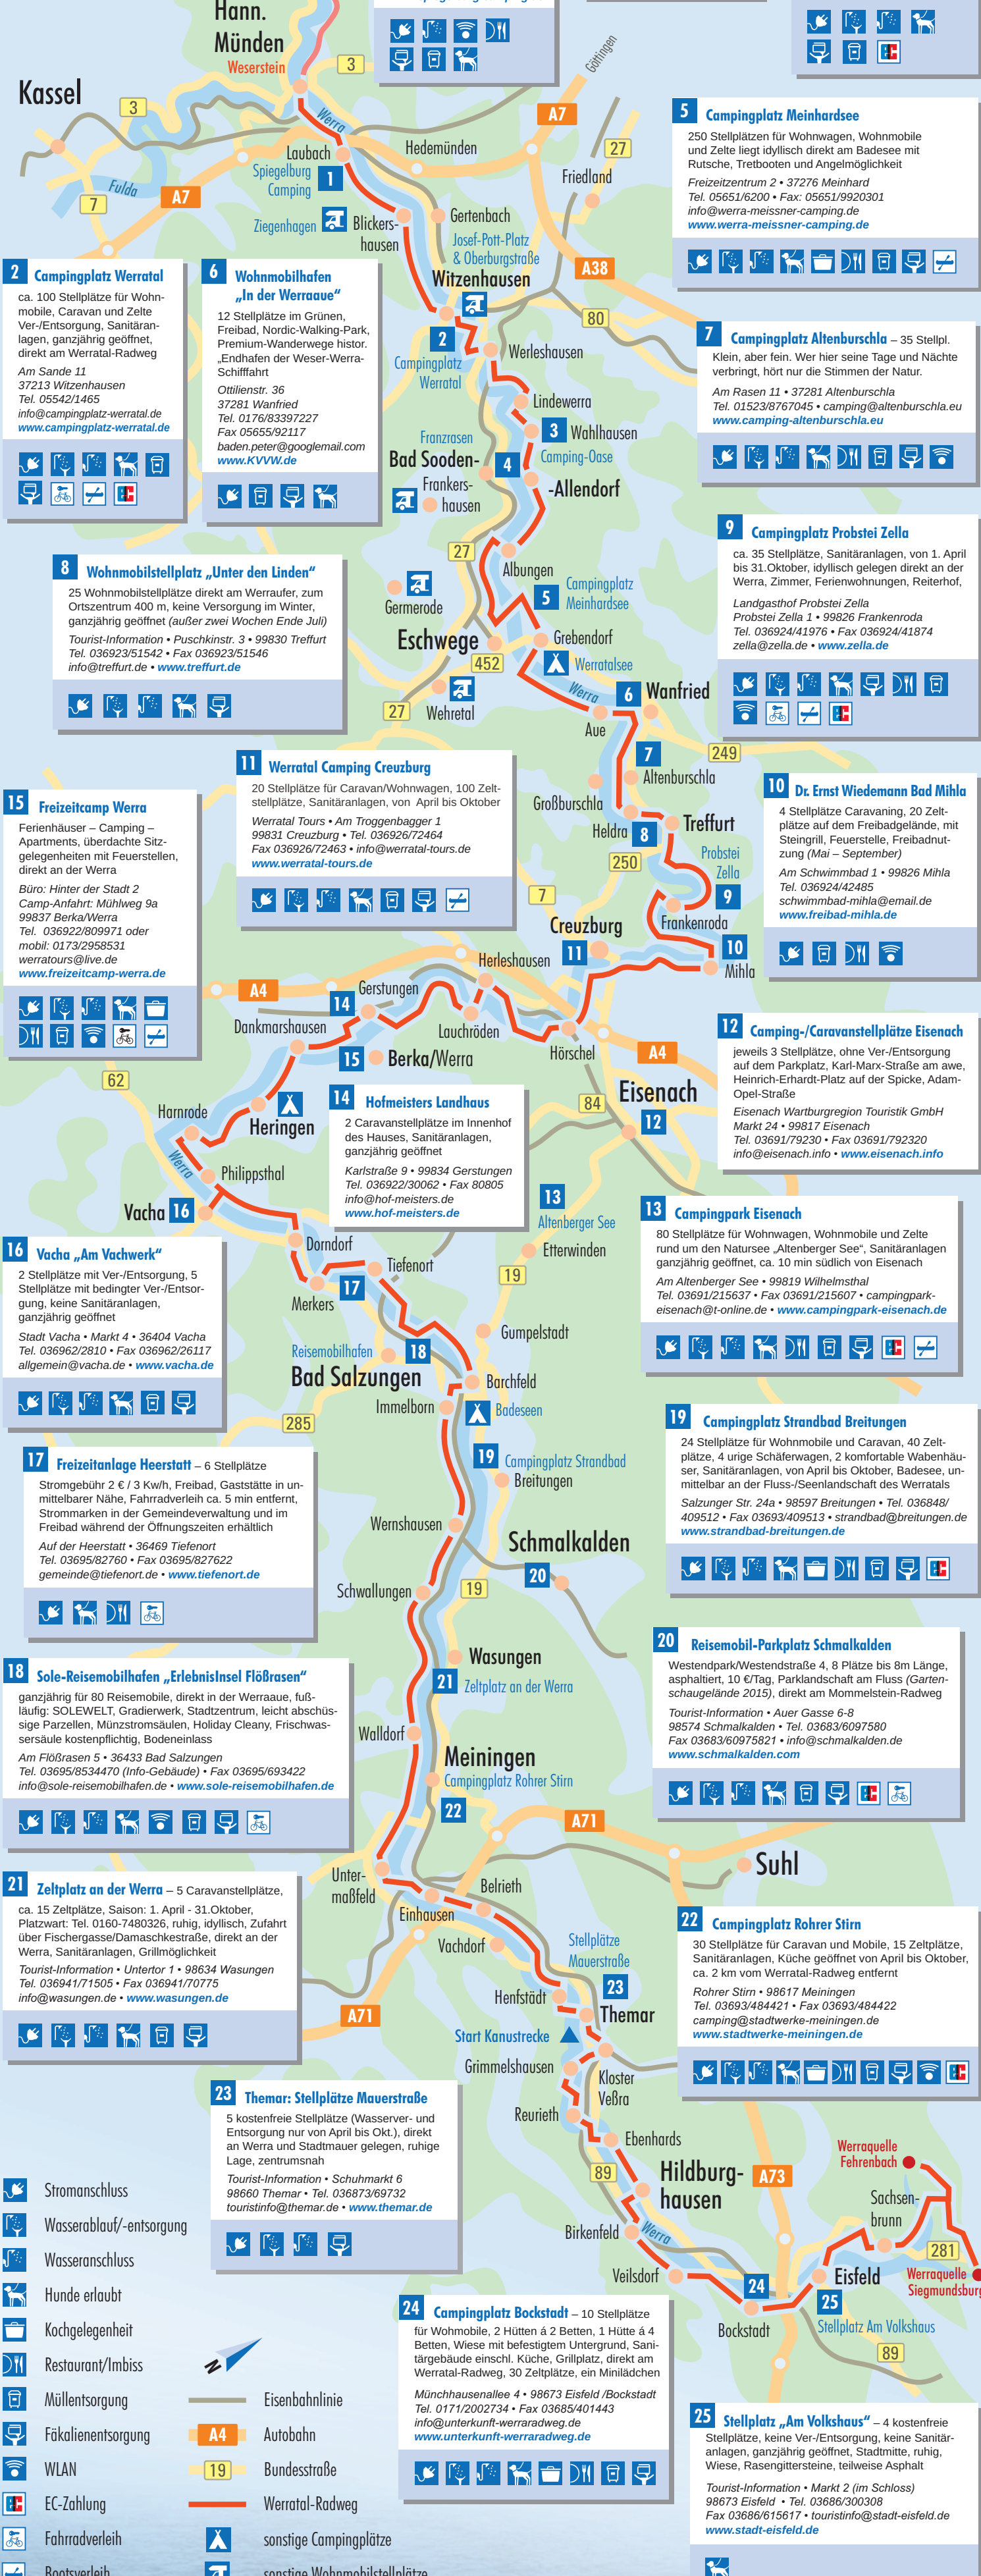 Hann.
Münden
Weserstein
3
Göttingen
Kassel
3
A7
27
Werra
Laubach
Hedemünden
Friedland
Spiegelburg
Camping
1
Fulda
7
A7
Ziegenhagen
Blickers-
hausen
Gertenbach
Josef-Pott-Platz
& Oberburgstraße
Witzenhausen
A38
80
2
Campingplatz
Werratal
Werleshausen
Lindewerra
3 Wahlhausen
Camping-Oase
Franzrasen
Bad Sooden-
4
-Allendorf
Frankers-
hausen
27
Albungen
5
Campingplatz
Meinhardsee
Germerode
Eschwege
Grebendorf
452
Werratalsee
Werra
6 Wanfried
27
Wehretal
Aue
249
7
Altenburschla
Großburschla
Heldra
8
Treffurt
250
Probstei
Zella
9
7
Frankenroda
Creuzburg
11
10
Mihla
Herleshausen
A4
Gerstungen
14
Dankmarshausen
Lauchröden
Hörschel
15 Berka/Werra
A4
62
Eisenach
84
12
Harnrode
Heringen
Werra
Philippsthal
Vacha 16
13
Altenberger See
Dorndorf
Etterwinden
Tiefenort
19
Merkers
17
Gumpelstadt
Reisemobilhafen
18
Bad Salzungen
Barchfeld
Immelborn
Badeseen
285
19 Campingplatz Strandbad
Breitungen
Wernshausen
Schmalkalden
20
Schwallungen
19
Wasungen
21 Zeltplatz an der Werra
Walldorf
Meiningen
Campingplatz Rohrer Stirn
22
A71
Suhl
Unter-
maßfeld
Belrieth
Einhausen
Vachdorf
Stellplätze
Mauerstraße
23
A71
Henfstädt
Themar
Start Kanustrecke
Grimmelshausen
Kloster
Veßra
Reurieth
Ebenhards
89
Hildburg-
hausen
A73
Werraquelle
Fehrenbach
Sachsen-
brunn
Birkenfeld
Werra
281
Veilsdorf
Eisfeld
Werraquelle
24
25
Bockstadt
Stellplatz Am Volkshaus
89
5 Campingplatz Meinhardsee
250 Stellplätzen für Wohnwagen, Wohnmobile
und Zelte liegt idyllisch direkt am Badesee mit
Rutsche, Tretbooten und Angelmöglichkeit
Freizeitzentrum 2 • 37276 Meinhard
Tel. 05651/6200 • Fax: 05651/9920301
info@werra-meissner-camping.de
www.werra-meissner-camping.de
2 Campingplatz Werratal
ca. 100 Stellplätze für Wohn-
mobile, Caravan und Zelte
Ver-/Entsorgung, Sanitäran-
lagen, ganzjährig geöffnet,
direkt am Werratal-Radweg
Am Sande 11
37213 Witzenhausen
Tel. 05542/1465
info@campingplatz-werratal.de
www.campingplatz-werratal.de
6 Wohnmobilhafen
„In der Werraaue“
12 Stellplätze im Grünen,
Freibad, Nordic-Walking-Park,
Premium-Wanderwege histor.
„Endhafen der Weser-Werra-
Schifffahrt
Ottilienstr. 36
37281 Wanfried
Tel. 0176/83397227
Fax 05655/92117
baden.peter@googlemail.com
www.KVVW.de
7 Campingplatz Altenburschla – 35 Stellpl.
Klein, aber fein. Wer hier seine Tage und Nächte
verbringt, hört nur die Stimmen der Natur.
Am Rasen 11 • 37281 Altenburschla
Tel. 01523/8767045 • camping@altenburschla.eu
www.camping-altenburschla.eu
8 Wohnmobilstellplatz „Unter den Linden“
25 Wohnmobilstellplätze direkt am Werraufer, zum
Ortszentrum 400 m, keine Versorgung im Winter,
ganzjährig geöffnet (außer zwei Wochen Ende Juli)
Tourist-Information • Puschkinstr. 3 • 99830 Treffurt
Tel. 036923/51542 • Fax 036923/51546
info@treffurt.de • www.treffurt.de
9 Campingplatz Probstei Zella
ca. 35 Stellplätze, Sanitäranlagen, von 1. April
bis 31.Oktober, idyllisch gelegen direkt an der
Werra, Zimmer, Ferienwohnungen, Reiterhof,
Landgasthof Probstei Zella
Probstei Zella 1 • 99826 Frankenroda
Tel. 036924/41976 • Fax 036924/41874
zella@zella.de • www.zella.de
11 Werratal Camping Creuzburg
20 Stellplätze für Caravan/Wohnwagen, 100 Zelt-
stellplätze, Sanitäranlagen, von April bis Oktober
Werratal Tours • Am Troggenbagger 1
99831 Creuzburg • Tel. 036926/72464
Fax 036926/72463 • info@werratal-tours.de
www.werratal-tours.de
10 Dr. Ernst Wiedemann Bad Mihla
4 Stellplätze Caravaning, 20 Zelt-
plätze auf dem Freibadgelände, mit
Steingrill, Feuerstelle, Freibadnut-
zung (Mai – September)
Am Schwimmbad 1 • 99826 Mihla
Tel. 036924/42485
schwimmbad-mihla@email.de
www.freibad-mihla.de
15 Freizeitcamp Werra
Ferienhäuser – Camping –
Apartments, überdachte Sitz-
gelegenheiten mit Feuerstellen,
direkt an der Werra
Büro: Hinter der Stadt 2
Camp-Anfahrt: Mühlweg 9a
99837 Berka/Werra
Tel. 036922/809971 oder
mobil: 0173/2958531
werratours@live.de
www.freizeitcamp-werra.de
12 Camping-/Caravanstellplätze Eisenach
jeweils 3 Stellplätze, ohne Ver-/Entsorgung
auf dem Parkplatz, Karl-Marx-Straße am awe,
Heinrich-Erhardt-Platz auf der Spicke, Adam-
Opel-Straße
Eisenach Wartburgregion Touristik GmbH
Markt 24 • 99817 Eisenach
Tel. 03691/79230 • Fax 03691/792320
info@eisenach.info • www.eisenach.info
14 Hofmeisters Landhaus
2 Caravanstellplätze im Innenhof
des Hauses, Sanitäranlagen,
ganzjährig geöffnet
Karlstraße 9 • 99834 Gerstungen
Tel. 036922/30062 • Fax 80805
info@hof-meisters.de
www.hof-meisters.de
13 Campingpark Eisenach
80 Stellplätze für Wohnwagen, Wohnmobile und Zelte
rund um den Natursee „Altenberger See“, Sanitäranlagen
ganzjährig geöffnet, ca. 10 min südlich von Eisenach
Am Altenberger See • 99819 Wilhelmsthal
Tel. 03691/215637 • Fax 03691/215607 • campingpark-
eisenach@t-online.de • www.campingpark-eisenach.de
16 Vacha „Am Vachwerk“
2 Stellplätze mit Ver-/Entsorgung, 5
Stellplätze mit bedingter Ver-/Entsor-
gung, keine Sanitäranlagen,
ganzjährig geöffnet
Stadt Vacha • Markt 4 • 36404 Vacha
Tel. 036962/2810 • Fax 036962/26117
allgemein@vacha.de • www.vacha.de
19 Campingplatz Strandbad Breitungen
24 Stellplätze für Wohnmobile und Caravan, 40 Zelt-
plätze, 4 urige Schäferwagen, 2 komfortable Wabenhäu-
ser, Sanitäranlagen, von April bis Oktober, Badesee, un-
mittelbar an der Fluss-/Seenlandschaft des Werratals
Salzunger Str. 24a • 98597 Breitungen • Tel. 036848/
409512 • Fax 03693/409513 • strandbad@breitungen.de
www.strandbad-breitungen.de
17 Freizeitanlage Heerstatt – 6 Stellplätze
Stromgebühr 2 € / 3 Kw/h, Freibad, Gaststätte in un-
mittelbarer Nähe, Fahrradverleih ca. 5 min entfernt,
Strommarken in der Gemeindeverwaltung und im
Freibad während der Öffnungszeiten erhältlich
Auf der Heerstatt • 36469 Tiefenort
Tel. 03695/82760 • Fax 03695/827622
gemeinde@tiefenort.de • www.tiefenort.de
20 Reisemobil-Parkplatz Schmalkalden
Westendpark/Westendstraße 4, 8 Plätze bis 8m Länge,
asphaltiert, 10 €/Tag, Parklandschaft am Fluss (Garten-
schaugelände 2015), direkt am Mommelstein-Radweg
Tourist-Information • Auer Gasse 6-8
98574 Schmalkalden • Tel. 03683/6097580
Fax 03683/60975821 • info@schmalkalden.de
www.schmalkalden.com
18 Sole-Reisemobilhafen „ErlebnisInsel Flößrasen“
ganzjährig für 80 Reisemobile, direkt in der Werraaue, fuß-
läufig: SOLEWELT, Gradierwerk, Stadtzentrum, leicht abschüs-
sige Parzellen, Münzstromsäulen, Holiday Cleany, Frischwas-
sersäule kostenpflichtig, Bodeneinlass
Am Flößrasen 5 • 36433 Bad Salzungen
Tel. 03695/8534470 (Info-Gebäude) • Fax 03695/693422
info@sole-reisemobilhafen.de • www.sole-reisemobilhafen.de
21 Zeltplatz an der Werra – 5 Caravanstellplätze,
ca. 15 Zeltplätze, Saison: 1. April - 31.Oktober,
Platzwart: Tel. 0160-7480326, ruhig, idyllisch, Zufahrt
über Fischergasse/Damaschkestraße, direkt an der
Werra, Sanitäranlagen, Grillmöglichkeit
Tourist-Information • Untertor 1 • 98634 Wasungen
Tel. 036941/71505 • Fax 036941/70775
info@wasungen.de • www.wasungen.de
22 Campingplatz Rohrer Stirn
30 Stellplätze für Caravan und Mobile, 15 Zeltplätze,
Sanitäranlagen, Küche geöffnet von April bis Oktober,
ca. 2 km vom Werratal-Radweg entfernt
Rohrer Stirn • 98617 Meiningen
Tel. 03693/484421 • Fax 03693/484422
camping@stadtwerke-meiningen.de
www.stadtwerke-meiningen.de
23 Themar: Stellplätze Mauerstraße
5 kostenfreie Stellplätze (Wasserver- und
Entsorgung nur von April bis Okt.), direkt
an Werra und Stadtmauer gelegen, ruhige
Lage, zentrumsnah
Tourist-Information • Schuhmarkt 6
98660 Themar • Tel. 036873/69732
touristinfo@themar.de • www.themar.de
24 Campingplatz Bockstadt – 10 Stellplätze
für Wohmobile, 2 Hütten á 2 Betten, 1 Hütte á 4
Betten, Wiese mit befestigtem Untergrund, Sani-
tärgebäude einschl. Küche, Grillplatz, direkt am
Werratal-Radweg, 30 Zeltplätze, ein Minilädchen
Münchhausenallee 4 • 98673 Eisfeld /Bockstadt
Tel. 0171/2002734 • Fax 03685/401443
info@unterkunft-werraradweg.de
www.unterkunft-werraradweg.de
25 Stellplatz „Am Volkshaus“ – 4 kostenfreie
Stellplätze, keine Ver-/Entsorgung, keine Sanitär-
anlagen, ganzjährig geöffnet, Stadtmitte, ruhig,
Wiese, Rasengittersteine, teilweise Asphalt
Tourist-Information • Markt 2 (im Schloss)
98673 Eisfeld • Tel. 03686/300308
Fax 03686/615617 • touristinfo@stadt-eisfeld.de
www.stadt-eisfeld.de
Stromanschluss
Wasserablauf/-entsorgung
Wasseranschluss
Hunde erlaubt
Kochgelegenheit
Restaurant/Imbiss
Müllentsorgung
Fäkalienentsorgung
WLAN
EC-Zahlung
Fahrradverleih
Bootsverleih
N
Eisenbahnlinie
A4 Autobahn
19 Bundesstraße
Werratal-Radweg
sonstige Campingplätze
sonstige Wohnmobilstellplätze